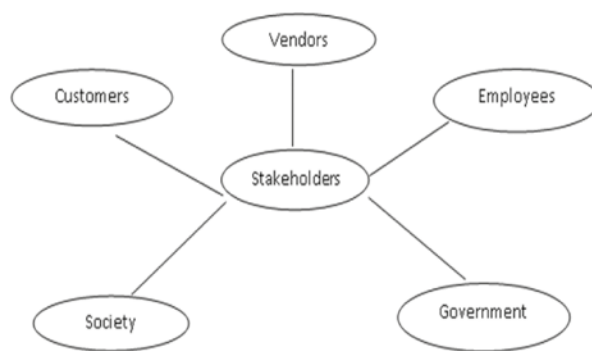 Vendors
Customers
Employees
Stakeholders
Society
Government